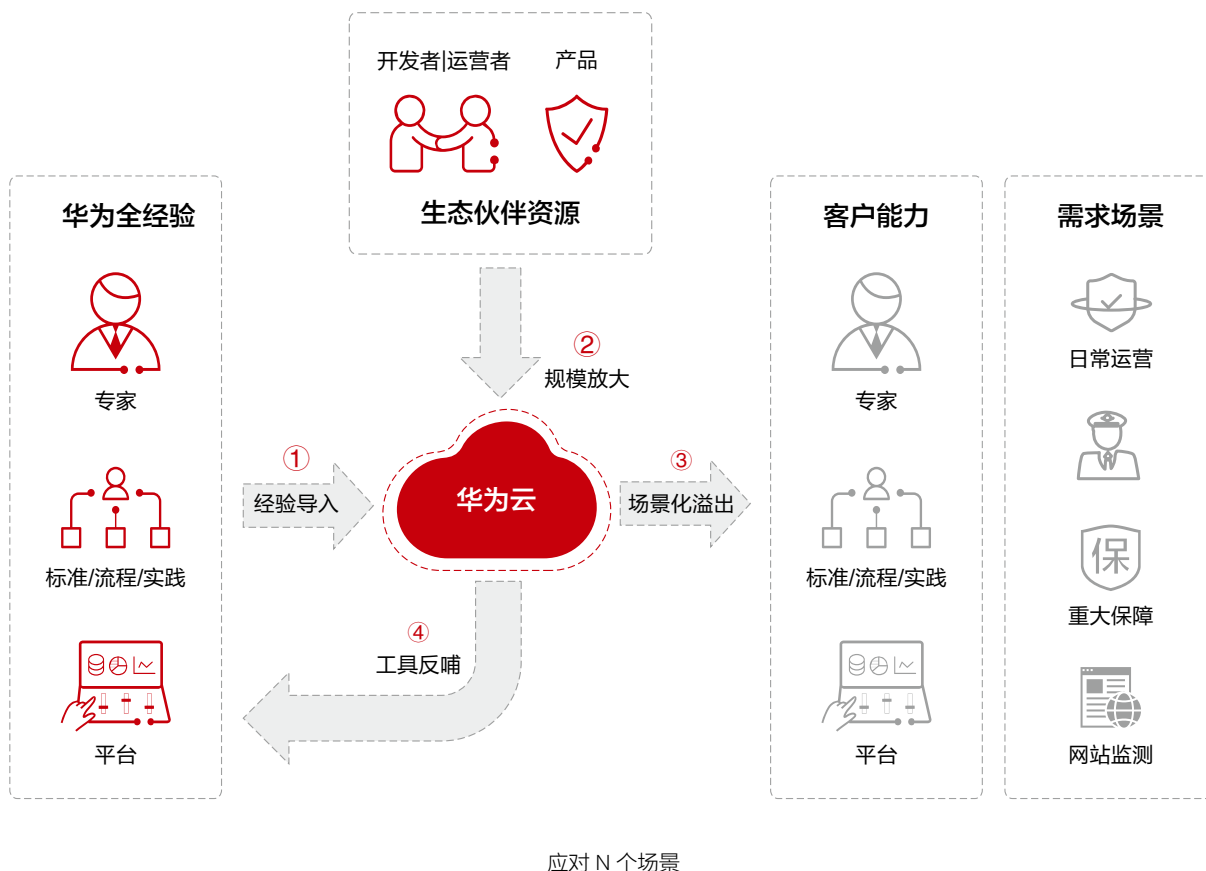 开发者|运营者
产品
生态伙伴资源
华为全经验
专家
标准/流程/实践
平台
①
经验导入
②
规模放大
华为云
③
场景化溢出
④
工具反哺
客户能力
专家
标准/流程/实践
平台
需求场景
日常运营
保
重大保障
网站监测
应对 N 个场景